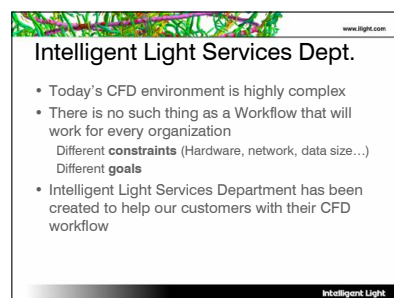 www.ilight.com
Intelligent Light Services Dept.
• Today's CFD environment is highly complex
• There is no such thing as a Workflow that will
work for every organization
Different constraints (Hardware, network, data size…)
Different goals
• Intelligent Light Services Department has been
created to help our customers with their CFD
workflow
Intelligent Light